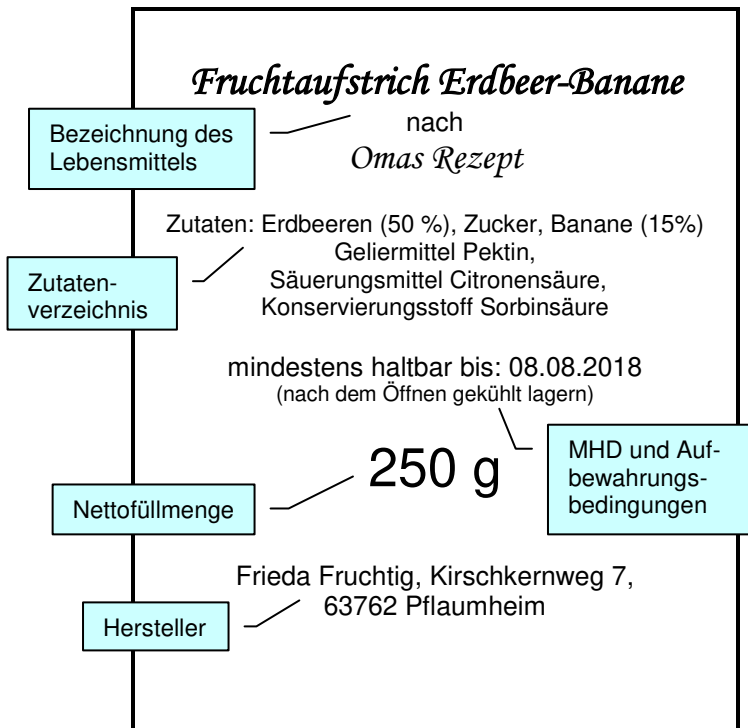 Fruchtaufstrich Erdbeer-Banane
nach
Omas Rezept
Bezeichnung des
Lebensmittels
Zutaten: Erdbeeren (50 %), Zucker, Banane (15%)
Geliermittel Pektin,
Säuerungsmittel Citronensäure,
Konservierungsstoff Sorbinsäure
Zutaten-
verzeichnis
mindestens haltbar bis: 08.08.2018
(nach dem Öffnen gekühlt lagern)
MHD und Auf-
bewahrungs-
bedingungen
250 g
Nettofüllmenge
Frieda Fruchtig, Kirschkernweg 7,
63762 Pflaumheim
Hersteller